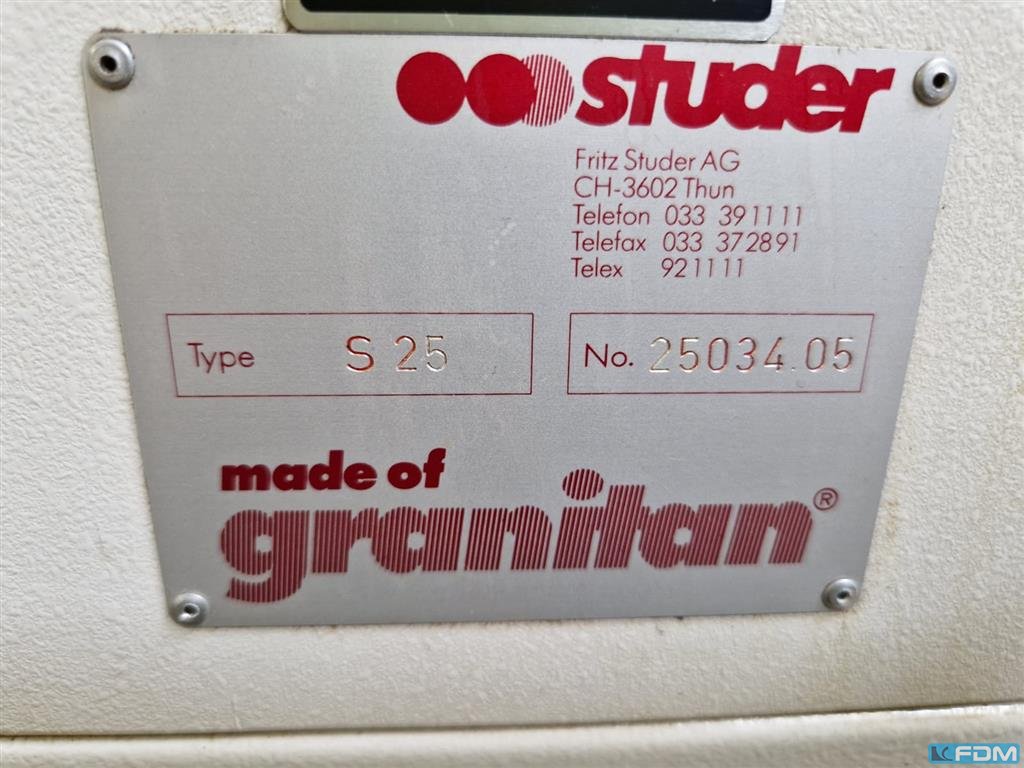 studer
Fritz Studer AG
CH-3602 Thun
Telefon 033 391111
Telefax 033 372891
Telex 921111
Type S 25
No. 25034.05
made of
granitan®
FDM